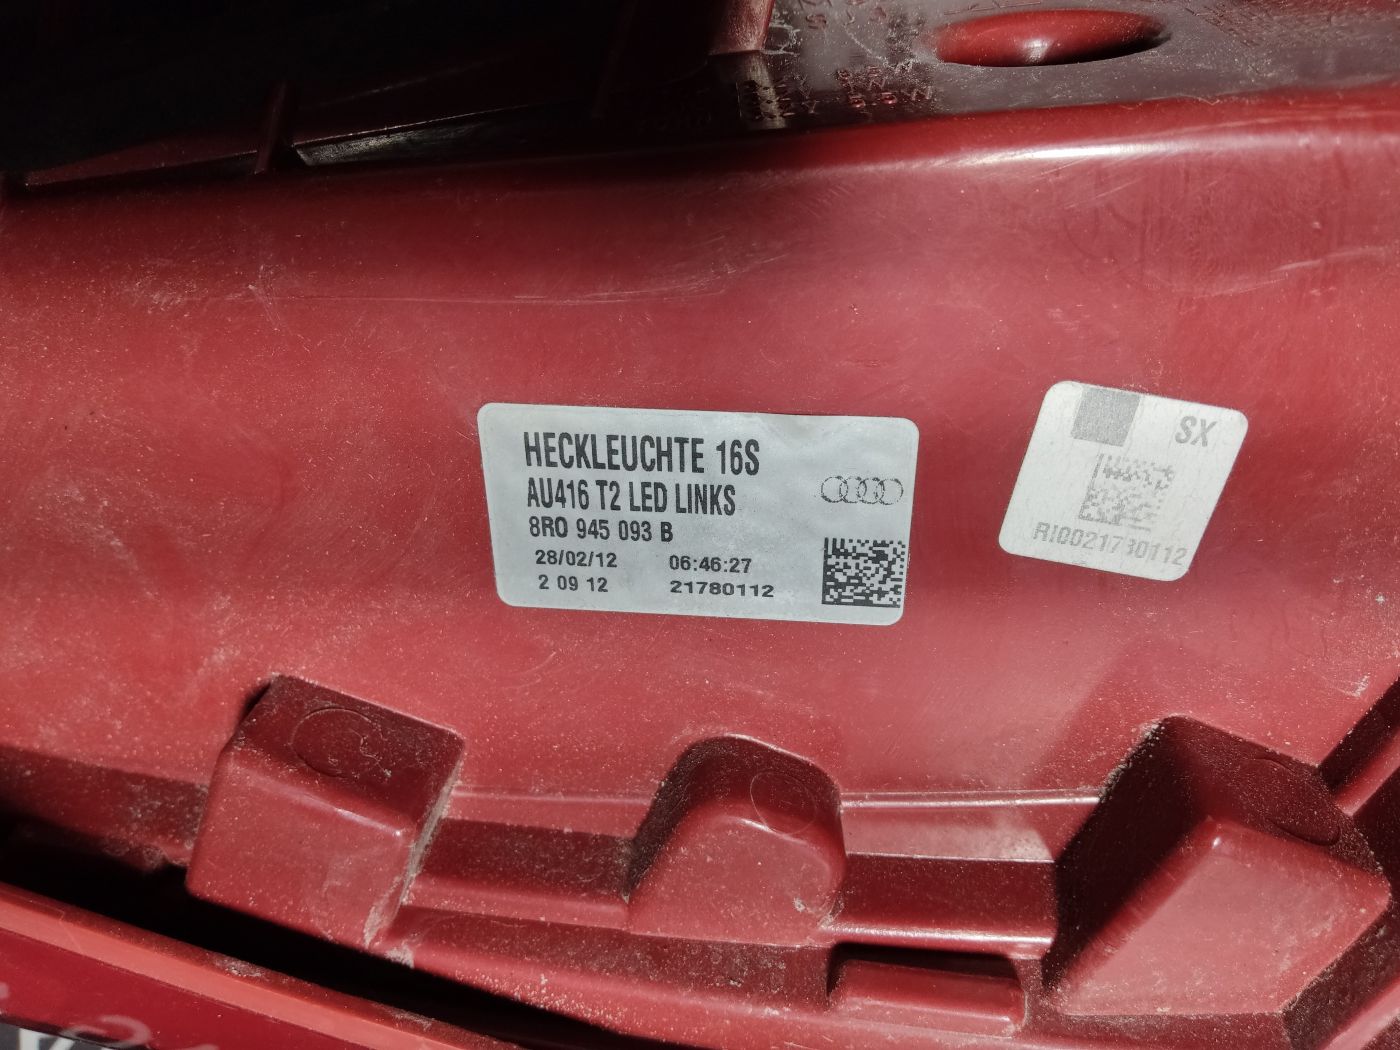 HECKLEUCHTE 16S
AU416 T2 LED LINKS
8R0 945 093 B
28/02/12 06:46:27
2 09 12 21780112
SX